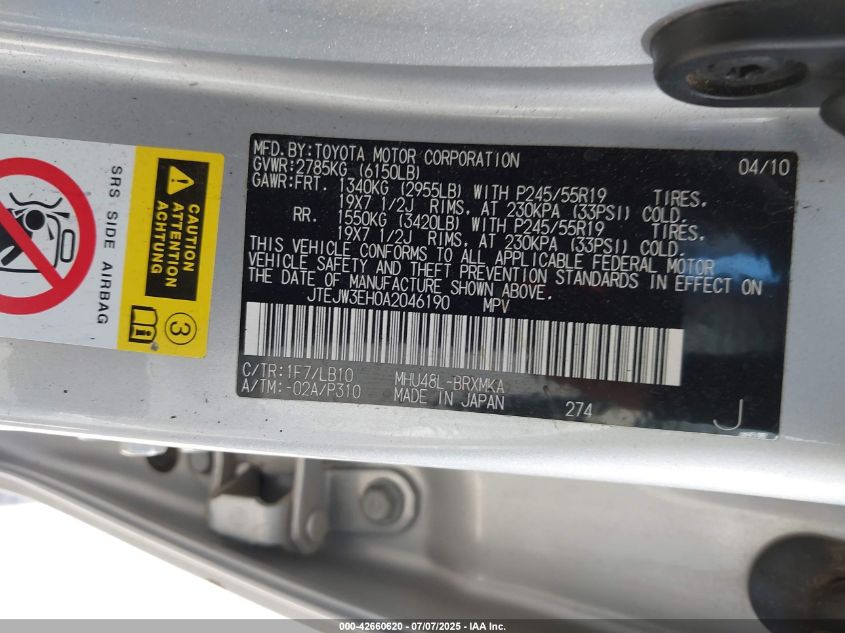 SRS SIDE AIRBAG
CAUTION
ATTENTION
ACHTUNG
3
MFD.BY:TOYOTA MOTOR CORPORATION 04/10
GVWR:2785KG (6150LB)
GAWR:FRT. 1340KG (2955LB) WITH P245/55R19 TIRES,
19X7 1/2J RIMS, AT 230KPA (33PSI) COLD.
RR. 1550KG (3420LB) WITH P245/55R19 TIRES,
19X7 1/2J RIMS, AT 230KPA (33PSI) COLD.
THIS VEHICLE CONFORMS TO ALL APPLICABLE FEDERAL MOTOR
VEHICLE SAFETY AND THEFT PREVENTION STANDARDS IN EFFECT ON
THE DATE OF MANUFACTURE SHOWN ABOVE.
JTEJW3EH0A2046190 MPV
C/TR:1F7/LB10 MHU48L-BRXMKA
A/TM:-02A/P310 MADE IN JAPAN 274 J
000-42660620 - 07/07/2025 - IAA Inc.